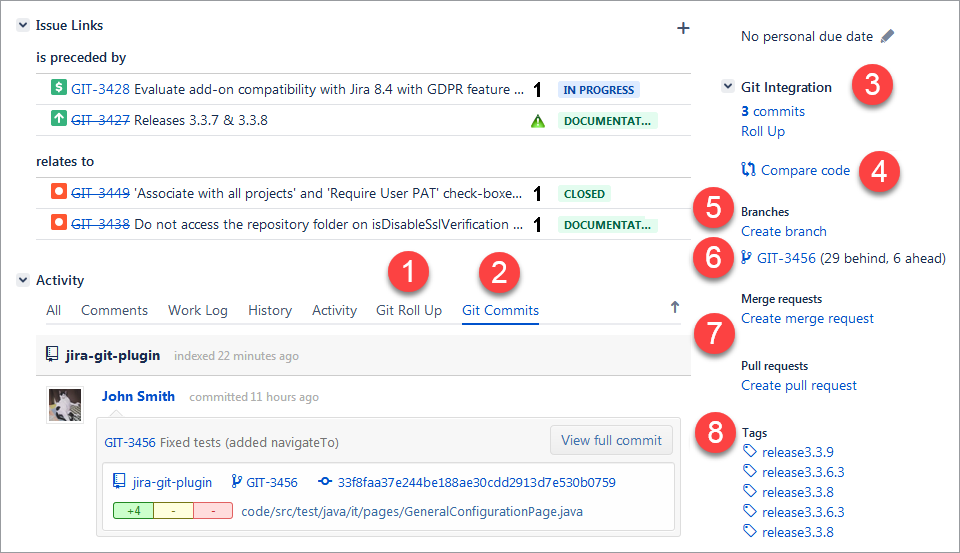 Issue Links
is preceded by
GIT-3428 Evaluate add-on compatibility with Jira 8.4 with GDPR feature ... 1 IN PROGRESS
GIT-3427 Releases 3.3.7 & 3.3.8 DOCUMENTAT...
relates to
GIT-3449 'Associate with all projects' and 'Require User PAT' check-boxe... 1 CLOSED
GIT-3438 Do not access the repository folder on isDisableSslVerification ... 1 DOCUMENTAT...
Activity
1 2
All Comments Work Log History Activity Git Roll Up Git Commits
jira-git-plugin indexed 22 minutes ago
John Smith committed 11 hours ago
GIT-3456 Fixed tests (added navigateTo) View full commit
jira-git-plugin GIT-3456 33f8faa37e244be188ae30cdd2913d7e530b0759
+4 - - code/src/test/java/it/pages/GeneralConfigurationPage.java
No personal due date
Git Integration 3
3 commits
Roll Up
Compare code 4
5 Branches
Create branch
6 GIT-3456 (29 behind, 6 ahead)
Merge requests
Create merge request
7
Pull requests
Create pull request
8 Tags
release3.3.9
release3.3.6.3
release3.3.8
release3.3.6.3
release3.3.8